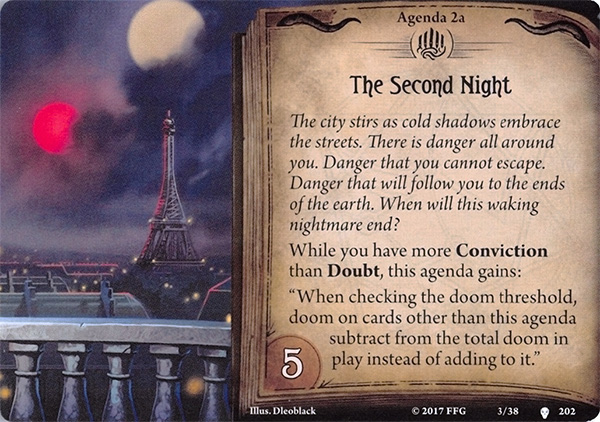 Agenda 2a
The Second Night
The city stirs as cold shadows embrace
the streets. There is danger all around
you. Danger that you cannot escape.
Danger that will follow you to the ends
of the earth. When will this waking
nightmare end?
While you have more Conviction
than Doubt, this agenda gains:
“When checking the doom threshold,
doom on cards other than this agenda
subtract from the total doom in
play instead of adding to it.”
5
Illus. Dleoblack © 2017 FFG 3/38 202